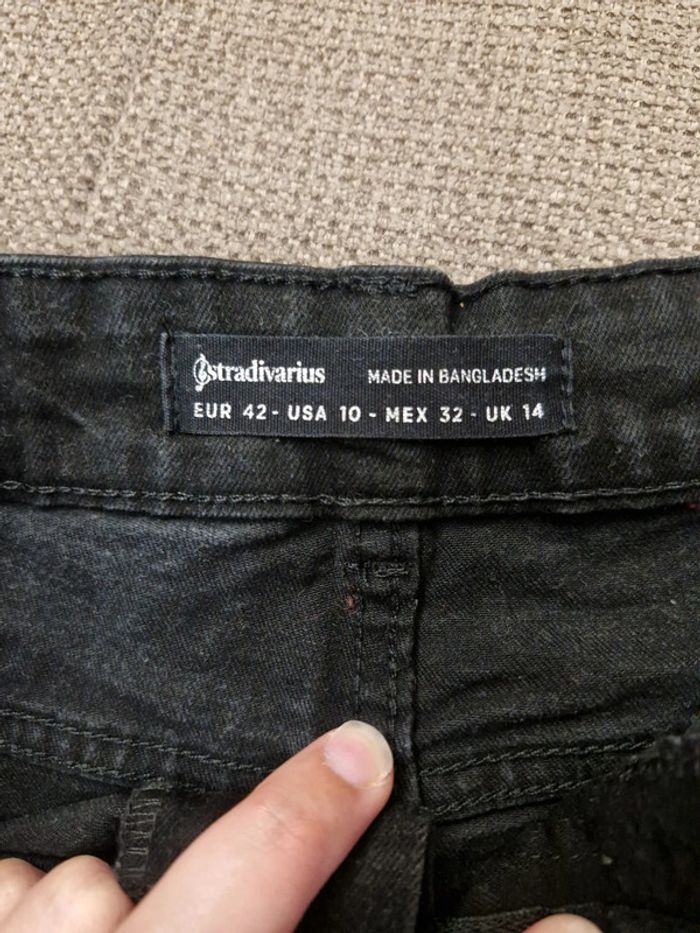 stradivarius MADE IN BANGLADESH
EUR 42 - USA 10 - MEX 32 - UK 14